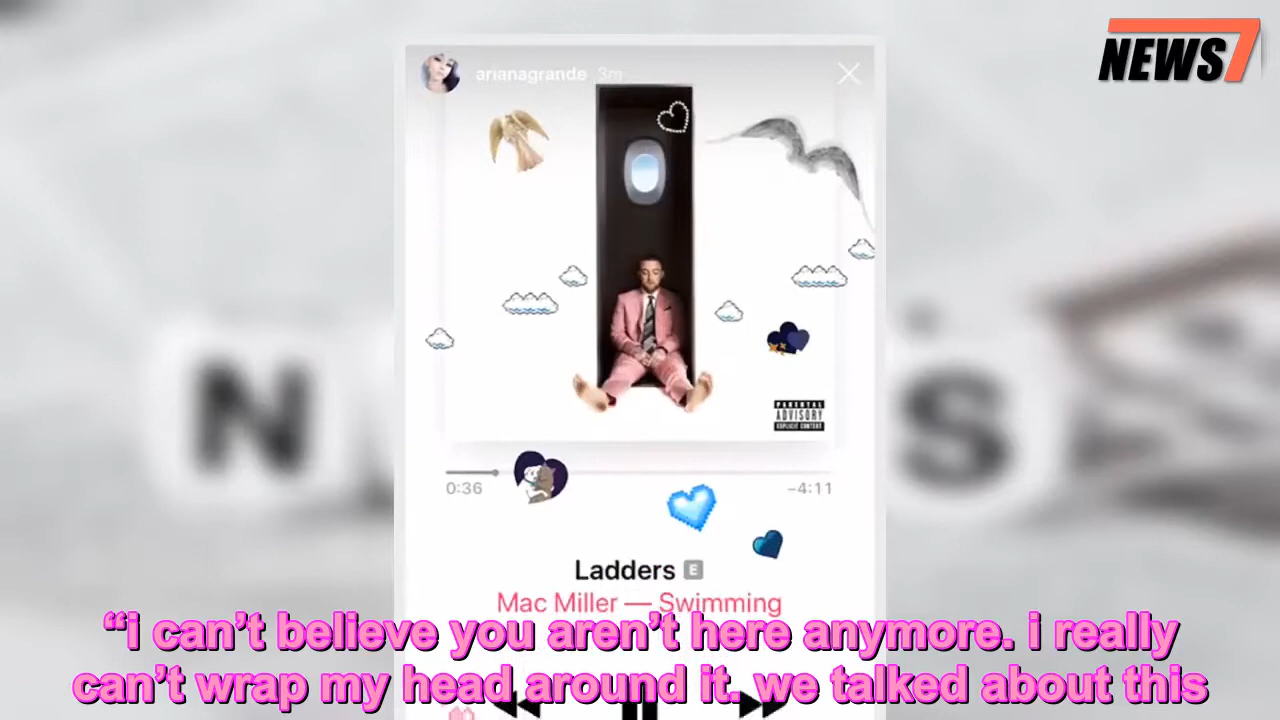 NEWS7
arianagrande 3m
N S
PARENTAL
ADVISORY
EXPLICIT CONTENT
0:36 -4:11
Ladders E
Mac Miller — Swimming
“i can’t believe you aren’t here anymore. i really
can’t wrap my head around it. we talked about this